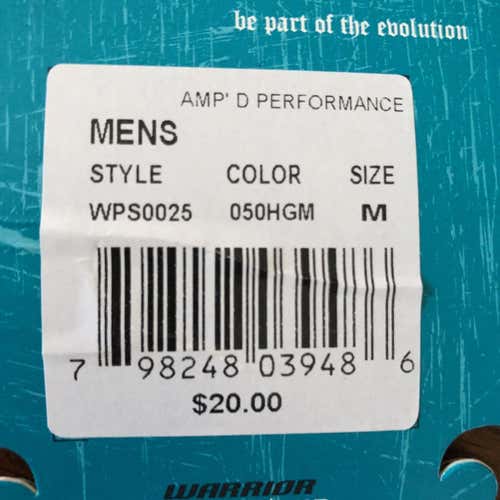 be part of the evolution
AMP' D PERFORMANCE
MENS
STYLE COLOR SIZE
WPS0025 050HGM M
7 98248 03948 6
$20.00
WARRIOR